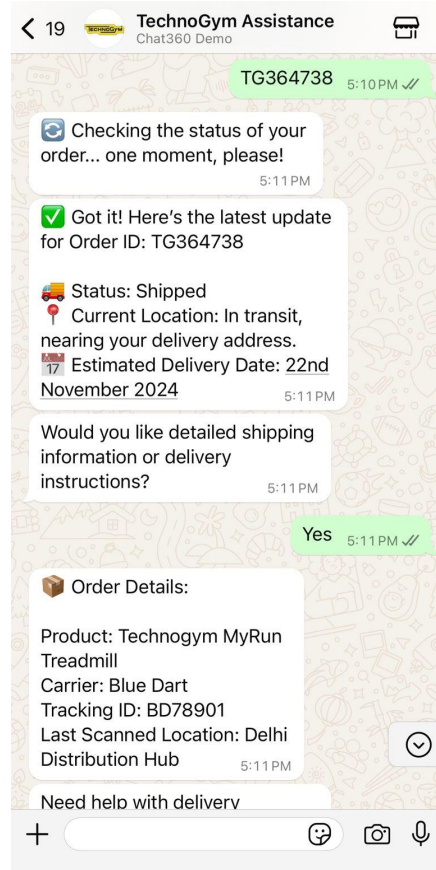 19
TECHNOGYM
TechnoGym Assistance
Chat360 Demo
TG364738 5:10 PM
Checking the status of your
order... one moment, please!
5:11 PM
Got it! Here's the latest update
for Order ID: TG364738
Status: Shipped
Current Location: In transit,
nearing your delivery address.
17 Estimated Delivery Date: 22nd
November 2024 5:11 PM
Would you like detailed shipping
information or delivery
instructions? 5:11 PM
Yes 5:11 PM
Order Details:
Product: Technogym MyRun
Treadmill
Carrier: Blue Dart
Tracking ID: BD78901
Last Scanned Location: Delhi
Distribution Hub 5:11 PM
Need help with delivery